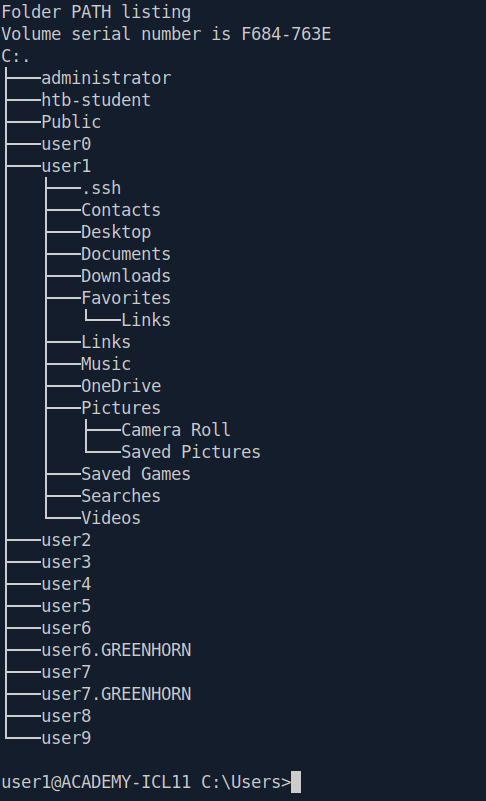 Folder PATH listing
Volume serial number is F684-763E
C:.
├───administrator
├───htb-student
├───Public
├───user0
├───user1
│   ├───.ssh
│   ├───Contacts
│   ├───Desktop
│   ├───Documents
│   ├───Downloads
│   ├───Favorites
│   │   └───Links
│   ├───Links
│   ├───Music
│   ├───OneDrive
│   ├───Pictures
│   │   ├───Camera Roll
│   │   └───Saved Pictures
│   ├───Saved Games
│   ├───Searches
│   └───Videos
├───user2
├───user3
├───user4
├───user5
├───user6
├───user6.GREENHORN
├───user7
├───user7.GREENHORN
├───user8
└───user9

user1@ACADEMY-ICL11 C:\Users>